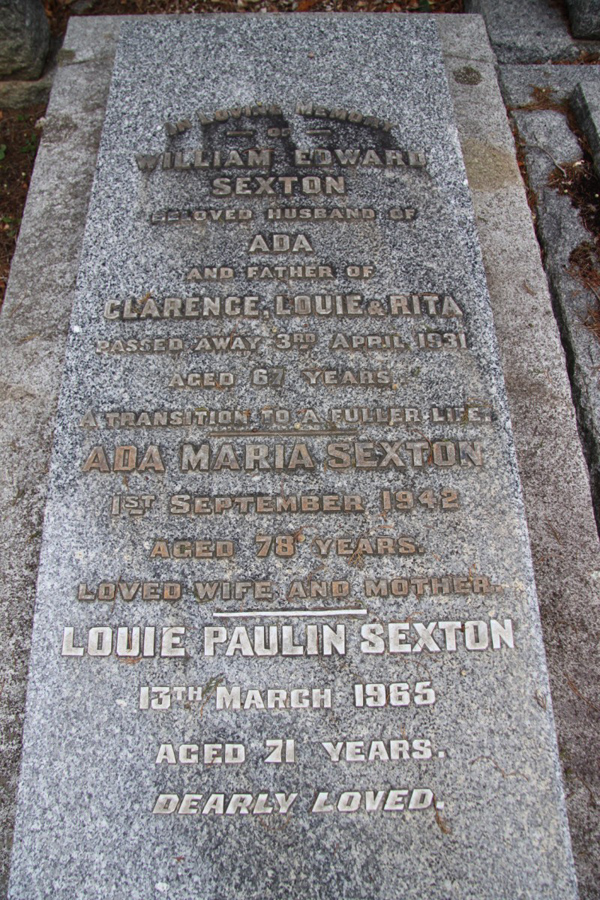 IN LOVING MEMORY
— OF —
WILLIAM EDWARD
SEXTON
BELOVED HUSBAND OF
ADA
AND FATHER OF
CLARENCE, LOUIE & RITA
PASSED AWAY 3RD APRIL 1931
AGED 67 YEARS.
A TRANSITION TO A FULLER LIFE.
ADA MARIA SEXTON
1ST SEPTEMBER 1942
AGED 78 YEARS.
LOVED WIFE AND MOTHER.
LOUIE PAULIN SEXTON
13TH MARCH 1965
AGED 71 YEARS.
DEARLY LOVED.